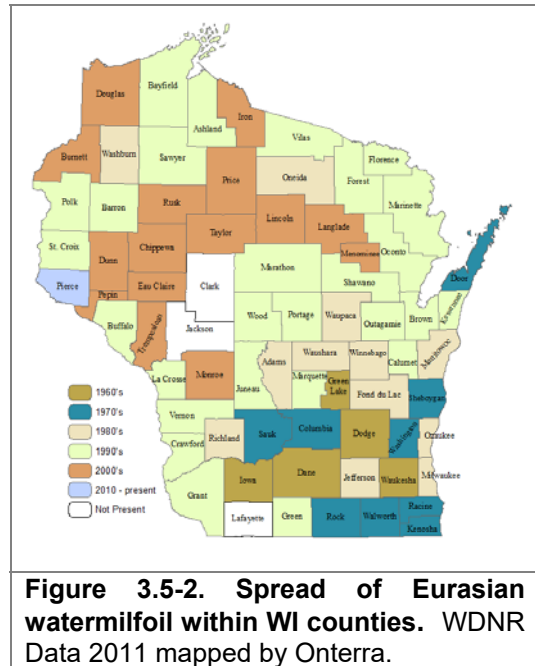 Douglas
Bayfield
Iron
Ashland
Vilas
Burnett
Washburn
Sawyer
Oneida
Florence
Forest
Price
Marinette
Polk
Barron
Rusk
Lincoln
Langlade
Taylor
Oconto
Chippewa
Menominee
St. Croix
Dunn
Marathon
Door
Pierce
Clark
Shawano
Pepin
Eau Claire
Kewaunee
Buffalo
Trempealeau
Jackson
Wood
Portage
Waupaca
Outagamie
Brown
Adams
Waushara
Winnebago
Calumet
Manitowoc
La Crosse
Monroe
Juneau
Marquette
Green
Lake
Fond du Lac
Sheboygan
Vernon
Crawford
Richland
Sauk
Columbia
Dodge
Washington
Ozaukee
Grant
Iowa
Dane
Jefferson
Waukesha
Milwaukee
Lafayette
Green
Rock
Walworth
Racine
Kenosha
1960's
1970's
1980's
1990's
2000's
2010 - present
Not Present
Figure 3.5-2. Spread of Eurasian
watermilfoil within WI counties. WDNR
Data 2011 mapped by Onterra.